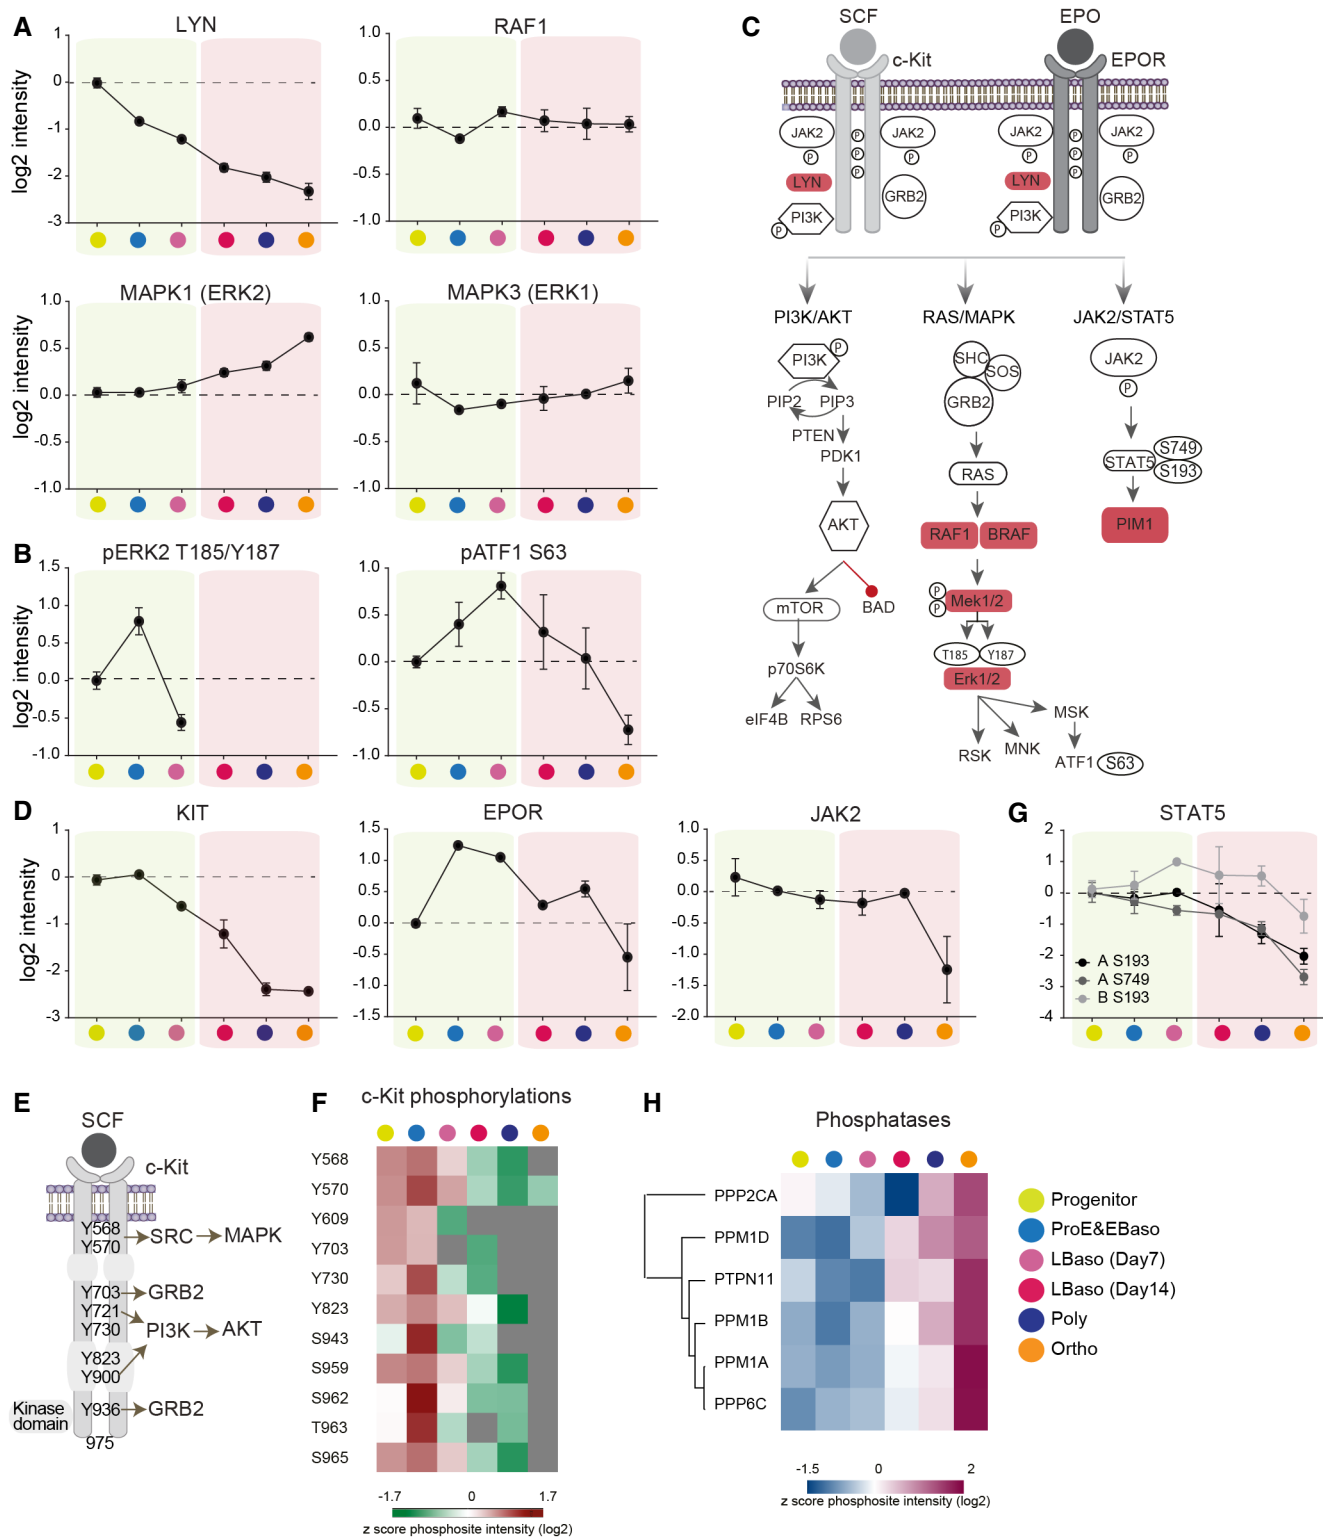 A
LYN
1
0
-1
-2
-3
log2 intensity
RAF1
1.0
0.5
0.0
-0.5
-1.0
MAPK1 (ERK2)
1.0
0.5
0.0
-0.5
-1.0
log2 intensity
MAPK3 (ERK1)
1.0
0.5
0.0
-0.5
-1.0
B
pERK2 T185/Y187
1.5
1.0
0.5
0.0
-0.5
-1.0
log2 intensity
pATF1 S63
1.0
0.5
0.0
-0.5
-1.0
C
SCF
EPO
c-Kit
EPOR
JAK2
P
LYN
PI3K
P
P
P
P
JAK2
P
GRB2
JAK2
P
LYN
PI3K
P
P
P
P
JAK2
P
GRB2
PI3K/AKT
RAS/MAPK
JAK2/STAT5
PI3K
P
PIP2
PIP3
PTEN
PDK1
AKT
mTOR
BAD
p70S6K
eIF4B
RPS6
SHC
SOS
GRB2
RAS
RAF1
BRAF
P
P
Mek1/2
T185
Y187
Erk1/2
RSK
MNK
MSK
ATF1
S63
JAK2
P
STAT5
S749
S193
PIM1
D
KIT
1
0
-1
-2
-3
log2 intensity
EPOR
1.5
1.0
0.5
0.0
-0.5
-1.0
-1.5
JAK2
1.0
0.5
0.0
-0.5
-1.0
-1.5
-2.0
G
STAT5
2
1
0
-1
-2
-3
-4
A S193
A S749
B S193
E
SCF
c-Kit
Y568
Y570
SRC
MAPK
Y703
GRB2
Y721
Y730
PI3K
AKT
Y823
Y900
Kinase
domain
Y936
GRB2
975
F
c-Kit phosphorylations
Y568
Y570
Y609
Y703
Y730
Y823
S943
S959
S962
T963
S965
-1.7
0
1.7
z score phosphosite intensity (log2)
H
Phosphatases
PPP2CA
PPM1D
PTPN11
PPM1B
PPM1A
PPP6C
-1.5
0
2
z score phosphosite intensity (log2)
Progenitor
ProE&EBaso
LBaso (Day7)
LBaso (Day14)
Poly
Ortho